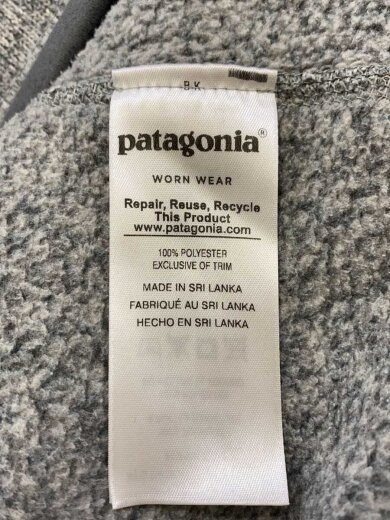 B.K.
patagonia®
WORN WEAR
Repair, Reuse, Recycle
This Product
www.patagonia.com
100% POLYESTER
EXCLUSIVE OF TRIM
MADE IN SRI LANKA
FABRIQUÉ AU SRI LANKA
HECHO EN SRI LANKA